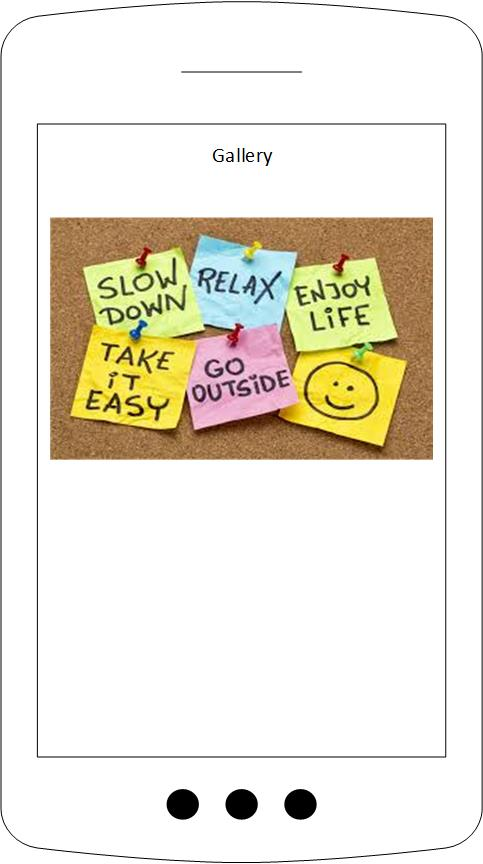 Gallery
SLOW
DOWN
RELAX
ENJOY
LiFE
TAKE
iT
EASY
GO
OUTSiDE